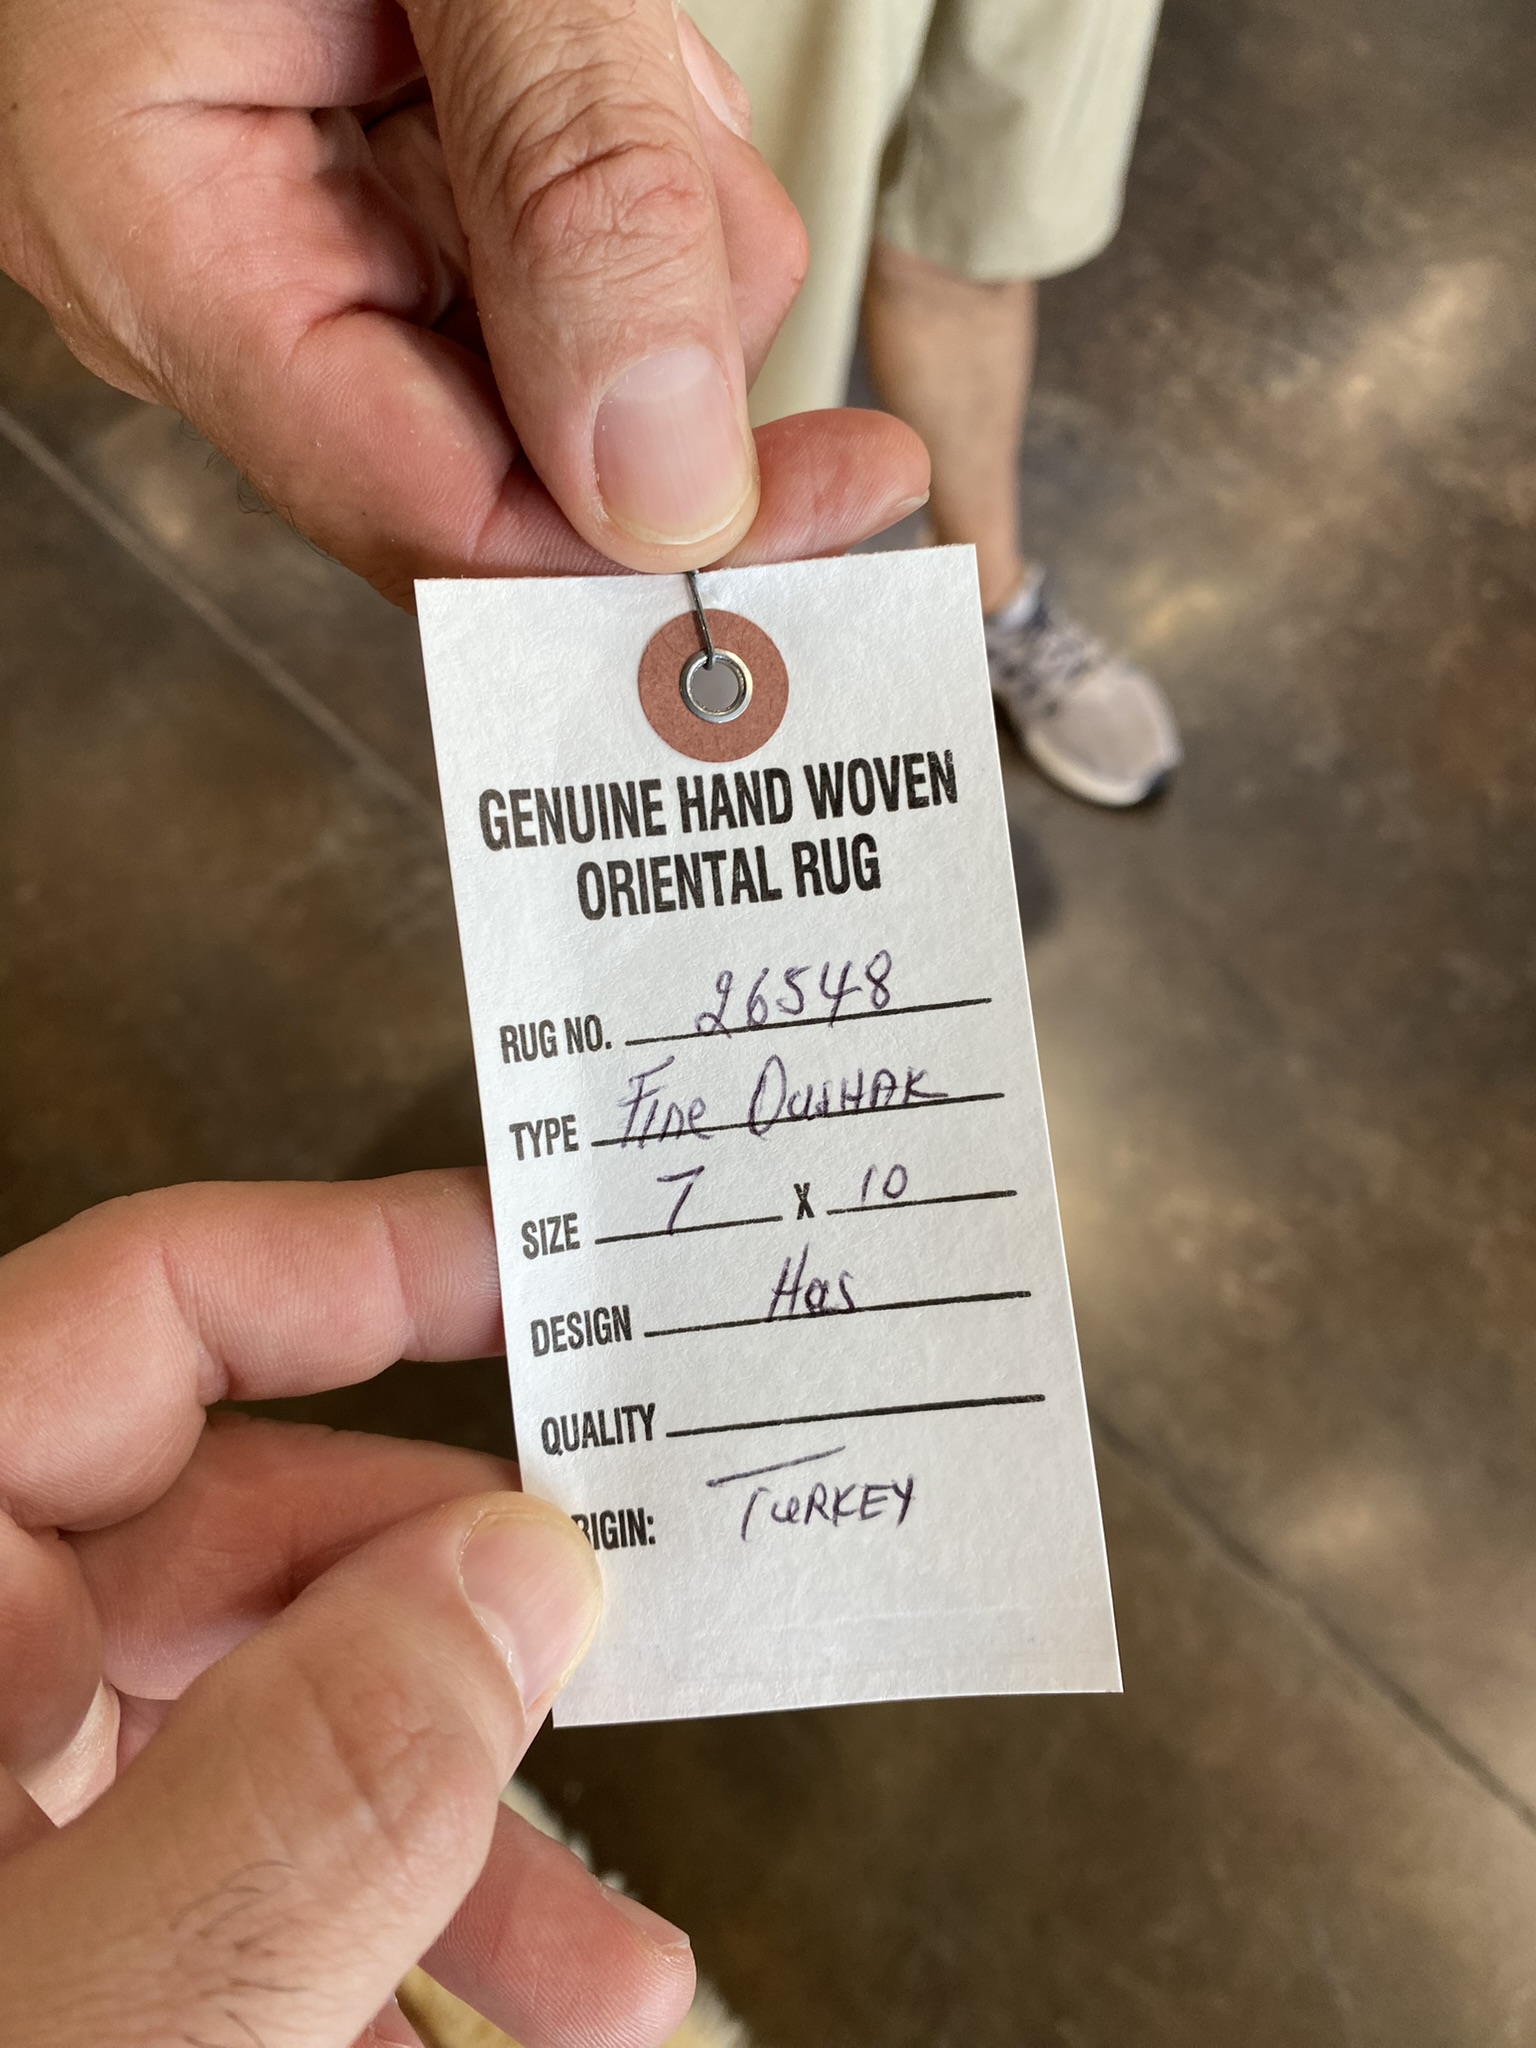 GENUINE HAND WOVEN
ORIENTAL RUG
RUG NO. 26548
TYPE Fine OUSHAK
SIZE 7 X 10
DESIGN Has
QUALITY
RIGIN: TURKEY